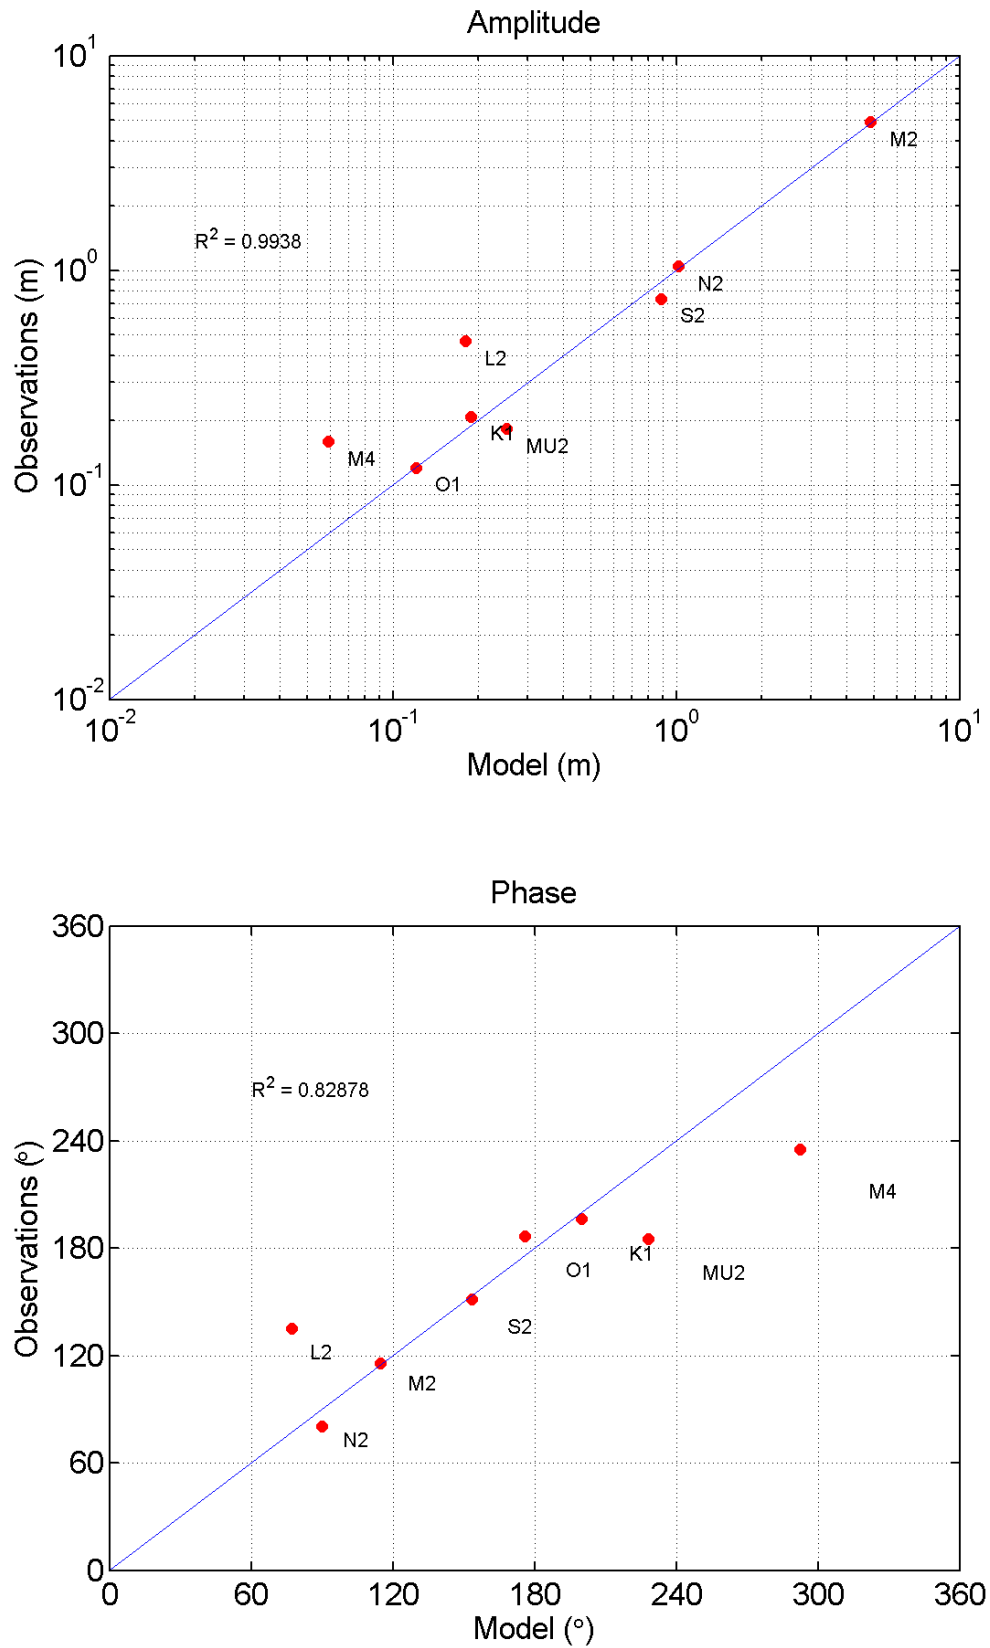 Amplitude
10^1
M2
R^2 = 0.9938
10^0
N2
S2
L2
K1
MU2
M4
O1
10^-1
10^-2
10^-2 10^-1 10^0 10^1
Observations (m)
Model (m)
Phase
360
300
R^2 = 0.82878
240
M4
180
K1
O1
MU2
S2
120
L2
M2
N2
60
0
0 60 120 180 240 300 360
Observations (°)
Model (°)